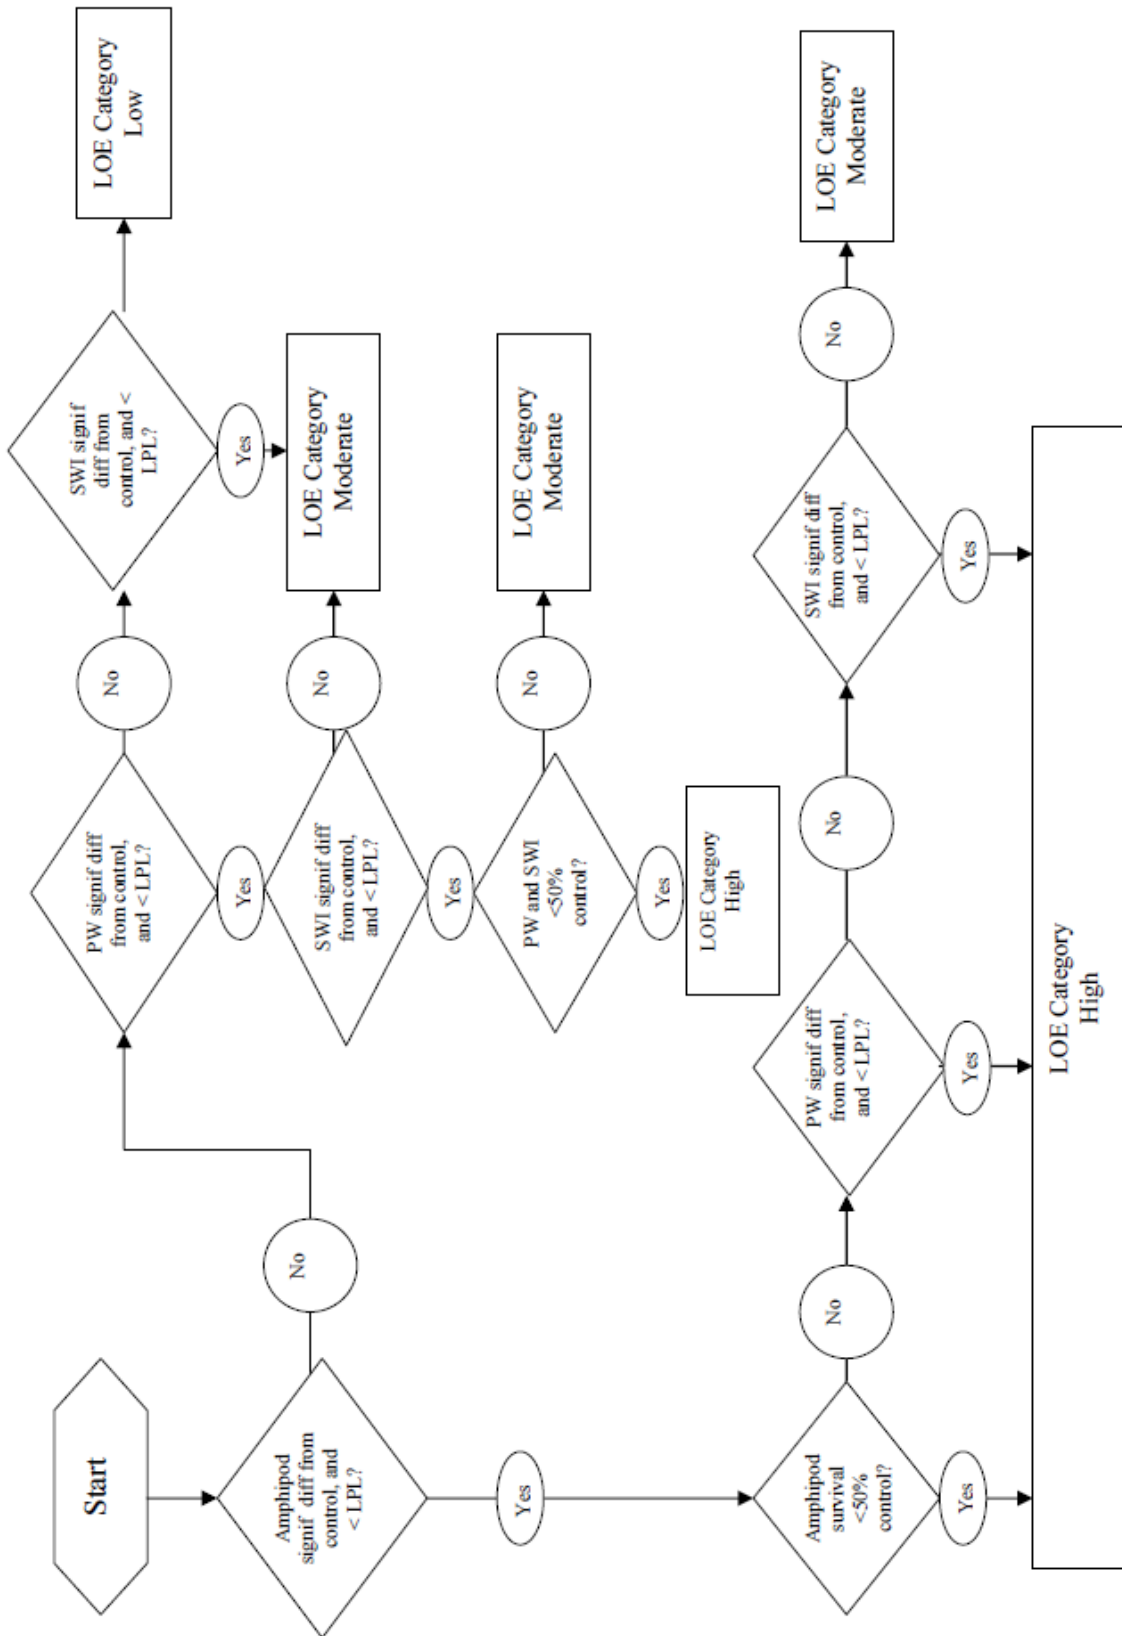 Start
Amphipod
signif diff from
control, and
< LPL?
No
PW signif diff
from control,
and < LPL?
No
SWI signif
diff from
control, and <
LPL?
LOE Category
Low
Yes
Yes
SWI signif diff
from control,
and < LPL?
No
LOE Category
Moderate
Yes
PW and SWI
<50%
control?
No
LOE Category
Moderate
Yes
LOE Category
High
Yes
Amphipod
survival
<50%
control?
No
PW signif diff
from control,
and < LPL?
No
SWI signif diff
from control,
and < LPL?
No
LOE Category
Moderate
Yes
Yes
Yes
LOE Category
High